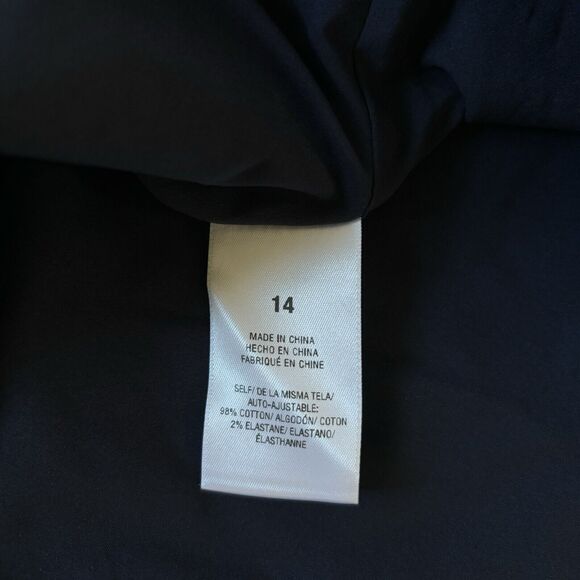 14
MADE IN CHINA
HECHO EN CHINA
FABRIQUÉ EN CHINE
SELF/ DE LA MISMA TELA/
AUTO-AJUSTABLE:
98% COTTON/ ALGODÓN/ COTON
2% ELASTANE/ ELASTANO/
ÉLASTHANNE